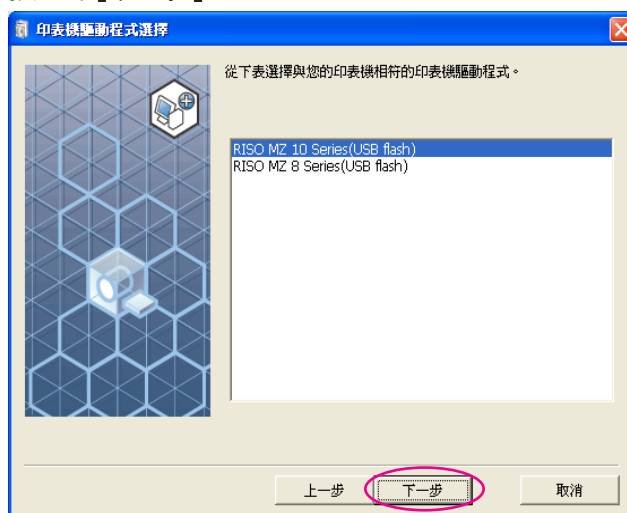 印表機驅動程式選擇
從下表選擇與您的印表機相符的印表機驅動程式。
RISO MZ 10 Series(USB flash)
RISO MZ 8 Series(USB flash)
上一步
下一步
取消